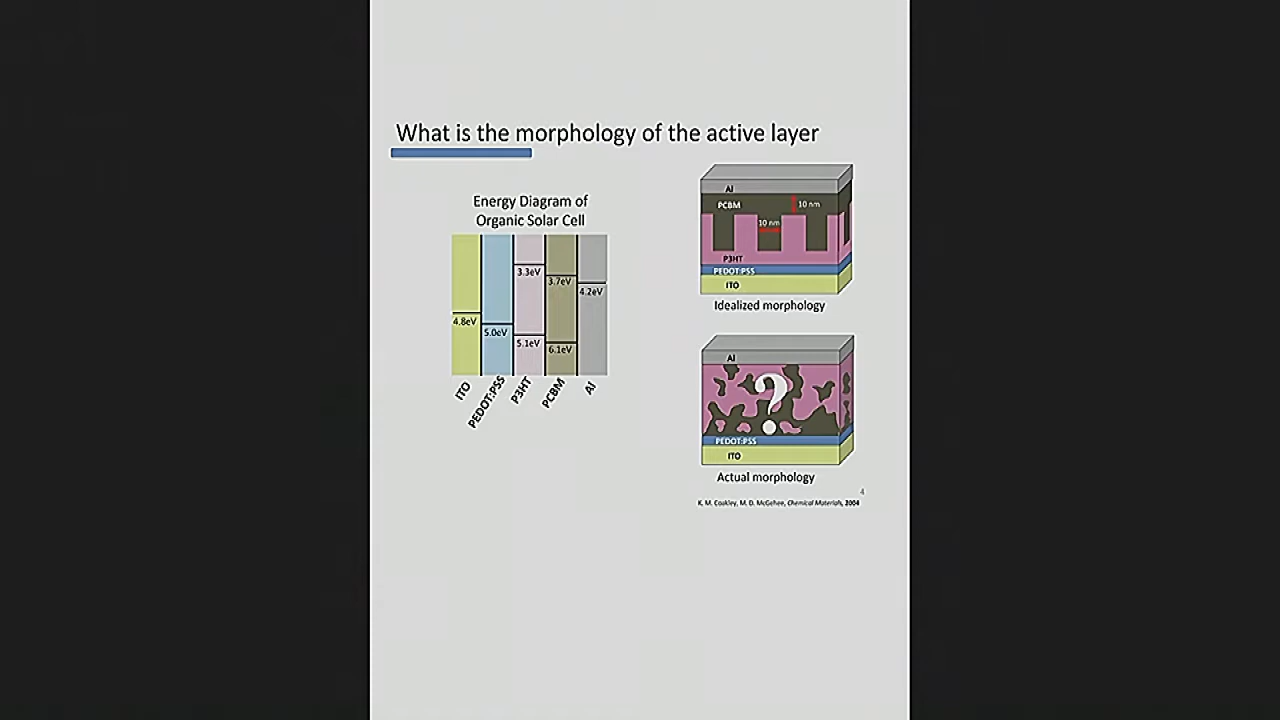 What is the morphology of the active layer
Energy Diagram of
Organic Solar Cell
3.3eV
3.7eV
4.2eV
4.8eV
5.0eV
5.1eV
6.1eV
ITO
PEDOT:PSS
P3HT
PCBM
Al
Al
PCBM
10 nm
10 nm
P3HT
PEDOT:PSS
ITO
Idealized morphology
Al
?
PEDOT:PSS
ITO
Actual morphology
4
K. M. Coakley, M. D. McGehee, Chemical Materials, 2004